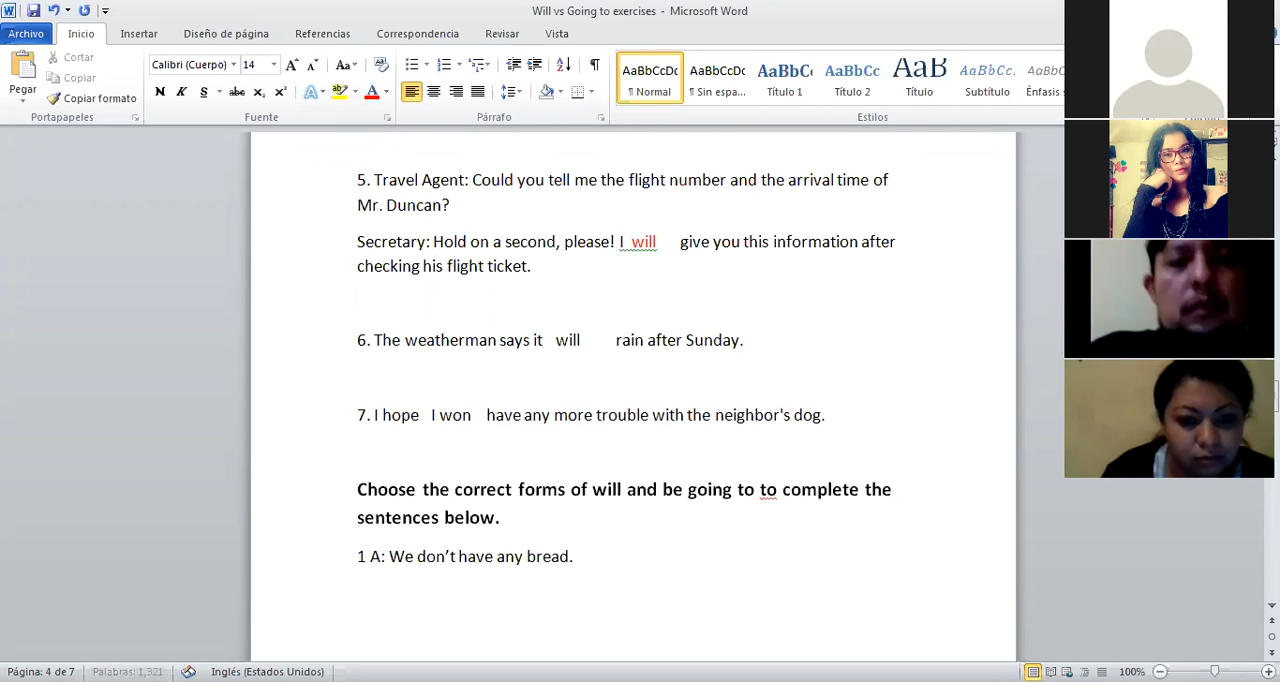 Will vs Going to exercises - Microsoft Word
Archivo Inicio Insertar Diseño de página Referencias Correspondencia Revisar Vista
Pegar
Cortar
Copiar
Copiar formato
Portapapeles
Calibri (Cuerpo) 14
N K S abc x₂ x²
Fuente
Párrafo
AaBbCcDc AaBbCcDc AaBbC AaBbCc AaB AaBbCc. AaBbCc
¶ Normal ¶ Sin espa... Título 1 Título 2 Título Subtítulo Énfasis
Estilos
5. Travel Agent: Could you tell me the flight number and the arrival time of
Mr. Duncan?
Secretary: Hold on a second, please! I will give you this information after
checking his flight ticket.
6. The weatherman says it will rain after Sunday.
7. I hope I won have any more trouble with the neighbor's dog.
Choose the correct forms of will and be going to to complete the
sentences below.
1 A: We don't have any bread.
Página: 4 de 7 Palabras: 1,321 Inglés (Estados Unidos) 100%